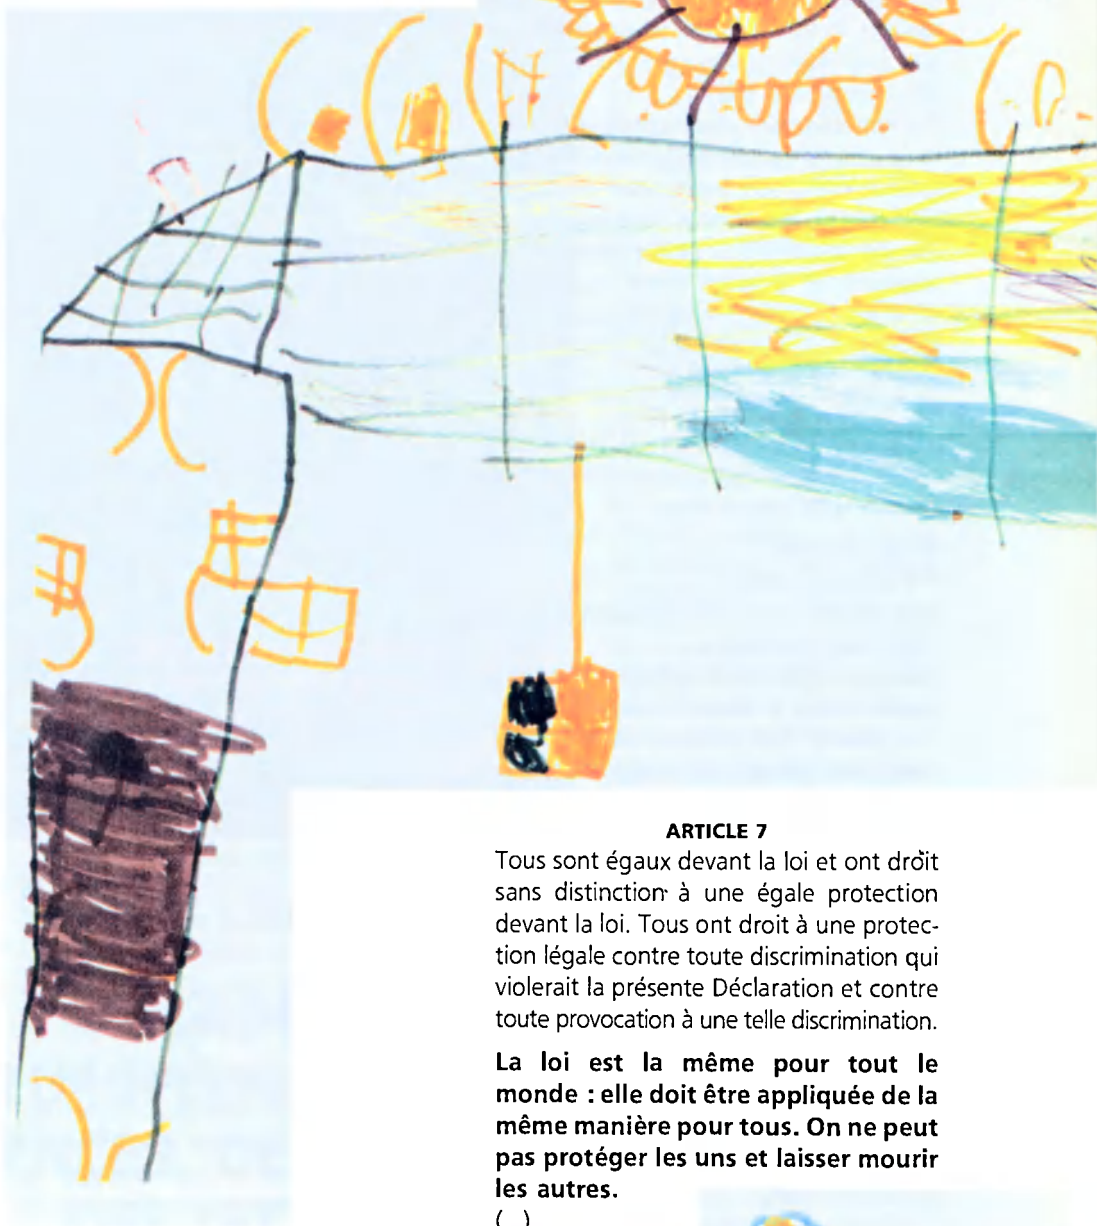 ARTICLE 7
Tous sont égaux devant la loi et ont droit
sans distinction à une égale protection
devant la loi. Tous ont droit à une protec-
tion légale contre toute discrimination qui
violerait la présente Déclaration et contre
toute provocation à une telle discrimination.
La loi est la même pour tout le
monde : elle doit être appliquée de la
même manière pour tous. On ne peut
pas protéger les uns et laisser mourir
les autres.
( )